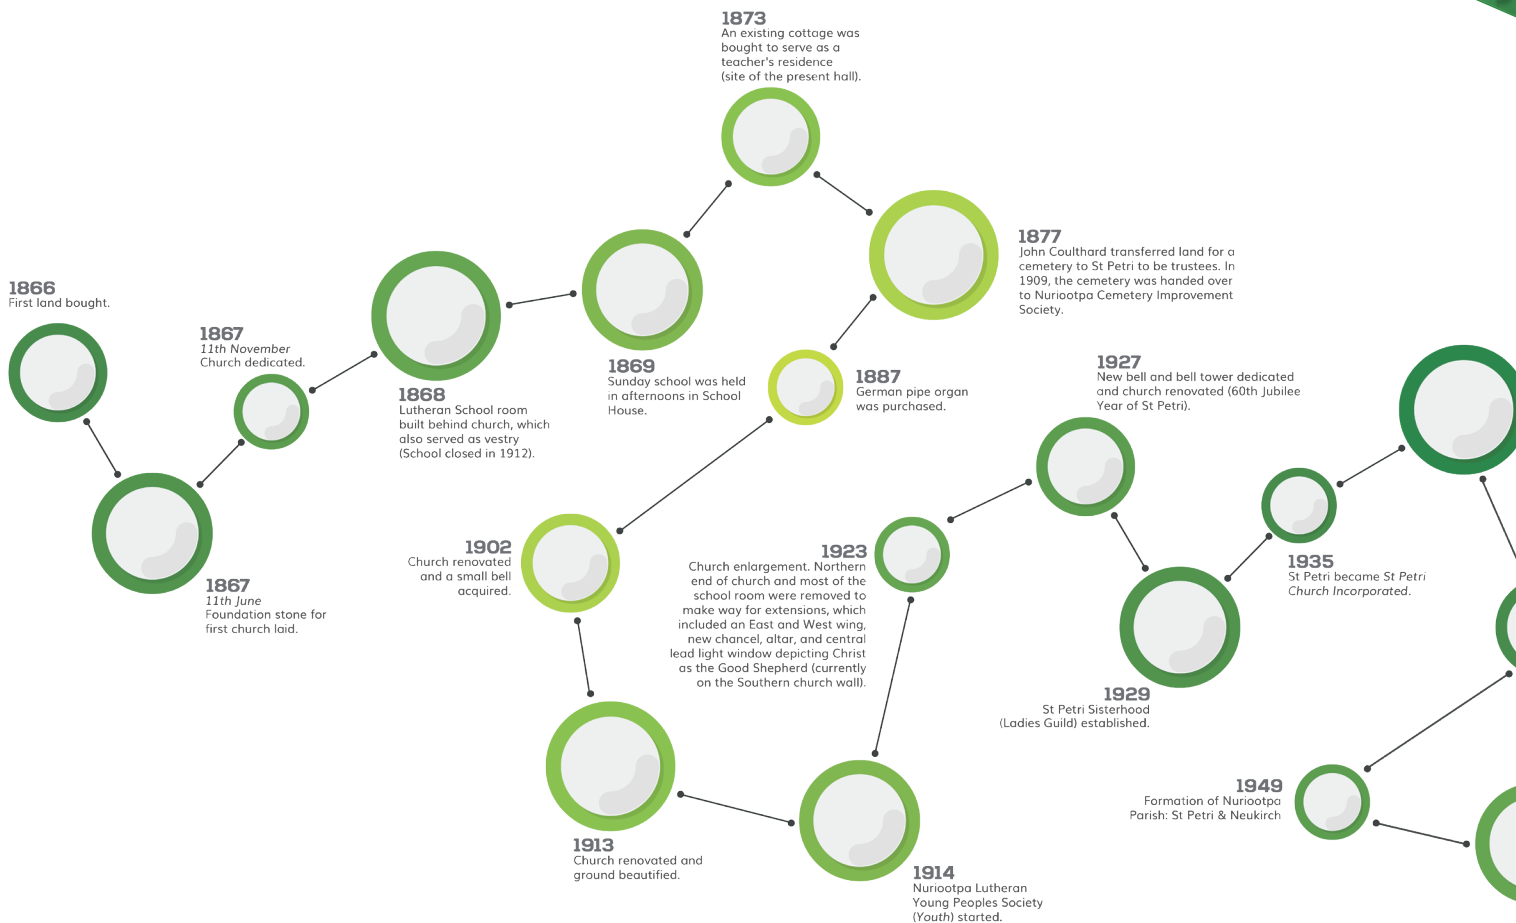 1866
First land bought.
1867
11th June
Foundation stone for
first church laid.
1867
11th November
Church dedicated.
1868
Lutheran School room
built behind church, which
also served as vestry
(School closed in 1912).
1869
Sunday school was held
in afternoons in School
House.
1873
An existing cottage was
bought to serve as a
teacher's residence
(site of the present hall).
1877
John Coulthard transferred land for a
cemetery to St Petri to be trustees. In
1909, the cemetery was handed over
to Nuriootpa Cemetery Improvement
Society.
1887
German pipe organ
was purchased.
1902
Church renovated
and a small bell
acquired.
1913
Church renovated and
ground beautified.
1914
Nuriootpa Lutheran
Young Peoples Society
(Youth) started.
1923
Church enlargement. Northern
end of church and most of the
school room were removed to
make way for extensions, which
included an East and West wing,
new chancel, altar, and central
lead light window depicting Christ
as the Good Shepherd (currently
on the Southern church wall).
1927
New bell and bell tower dedicated
and church renovated (60th Jubilee
Year of St Petri).
1929
St Petri Sisterhood
(Ladies Guild) established.
1935
St Petri became St Petri
Church Incorporated.
1949
Formation of Nuriootpa
Parish: St Petri & Neukirch